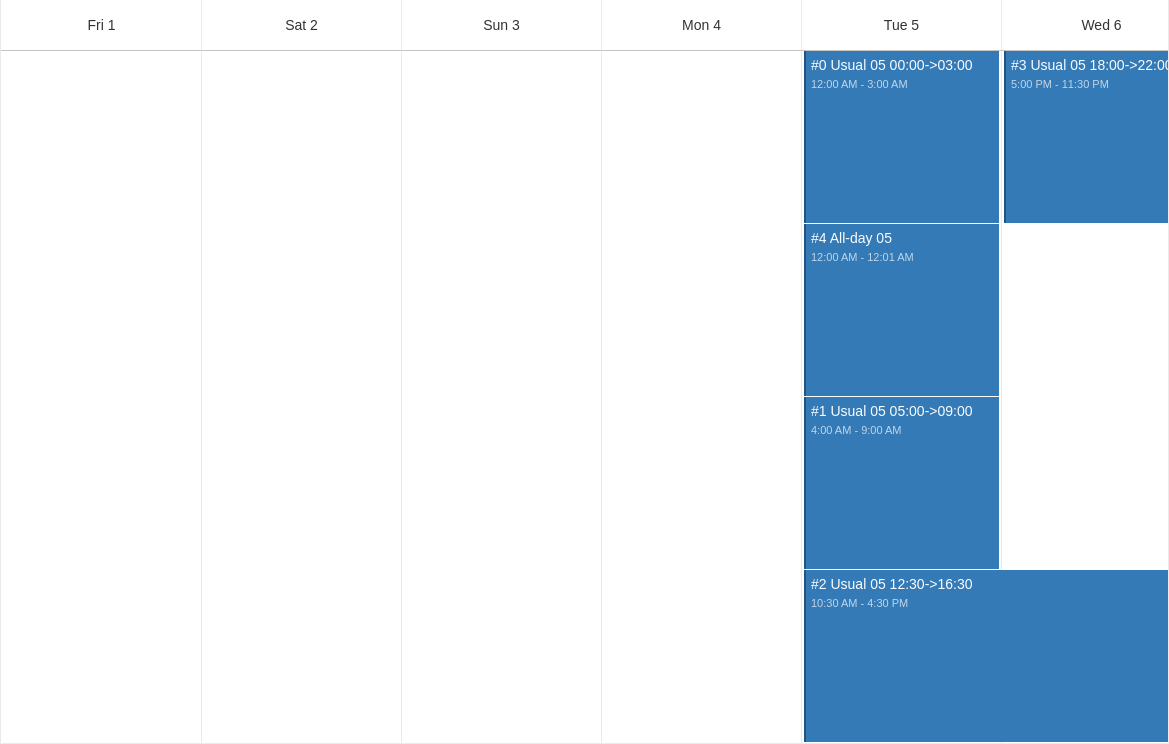 Fri 1
Sat 2
Sun 3
Mon 4
Tue 5
Wed 6
#0 Usual 05 00:00->03:00
12:00 AM - 3:00 AM
#3 Usual 05 18:00->22:00
5:00 PM - 11:30 PM
#4 All-day 05
12:00 AM - 12:01 AM
#1 Usual 05 05:00->09:00
4:00 AM - 9:00 AM
#2 Usual 05 12:30->16:30
10:30 AM - 4:30 PM